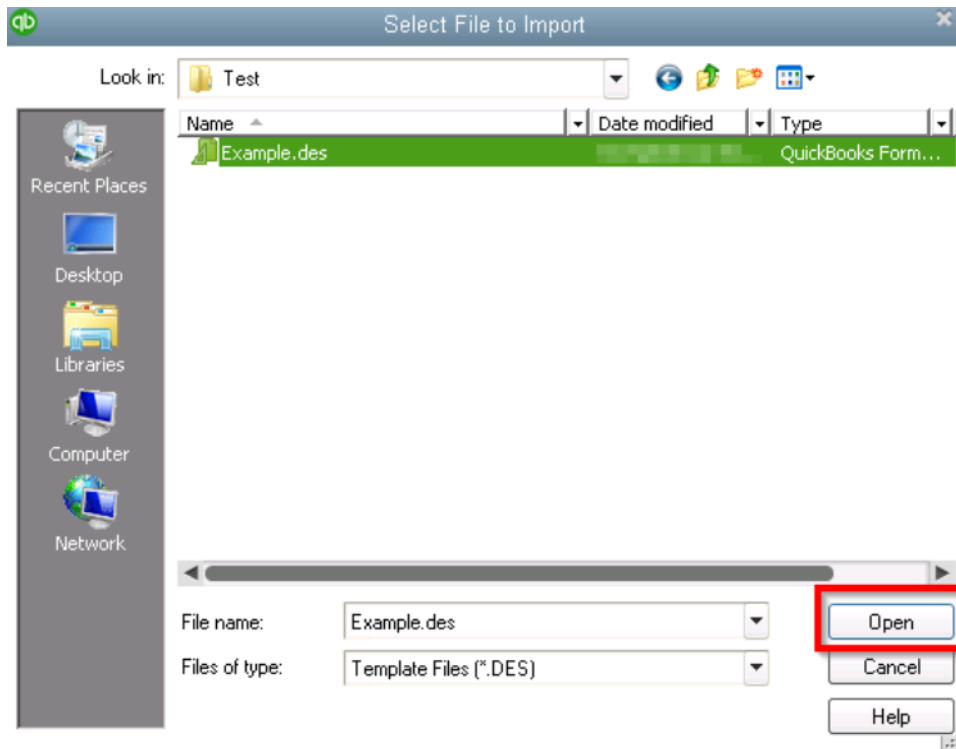 qb Select File to Import
Look in: Test
Name Date modified Type
Example.des QuickBooks Form...
Recent Places
Desktop
Libraries
Computer
Network
File name: Example.des Open
Files of type: Template Files (*.DES) Cancel
Help